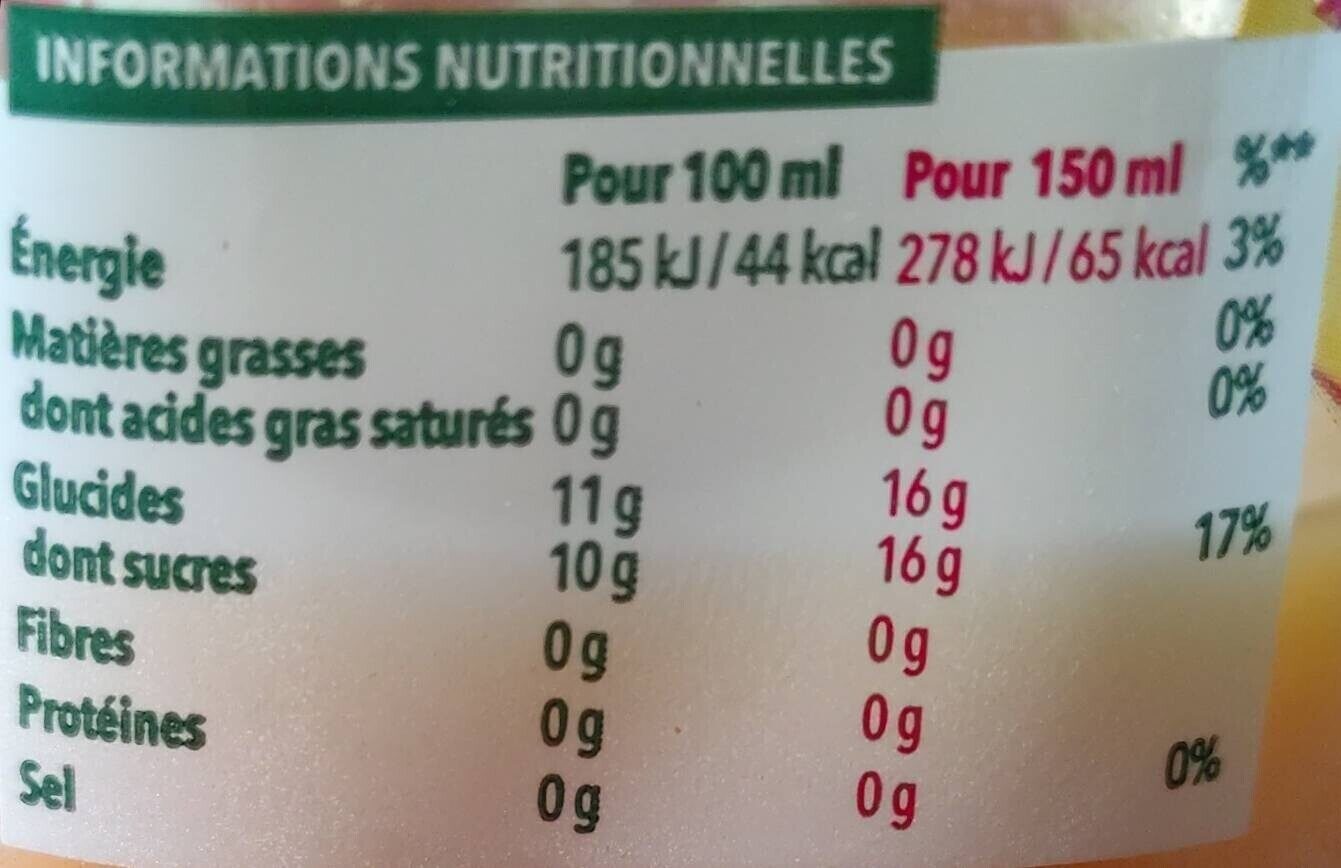 INFORMATIONS NUTRITIONNELLES
Pour 100 ml Pour 150 ml %**
Énergie 185 kJ / 44 kcal 278 kJ / 65 kcal 3%
Matières grasses 0 g 0 g 0%
dont acides gras saturés 0 g 0 g 0%
Glucides 11 g 16 g
dont sucres 10 g 16 g 17%
Fibres 0 g 0 g
Protéines 0 g 0 g
Sel 0 g 0 g 0%